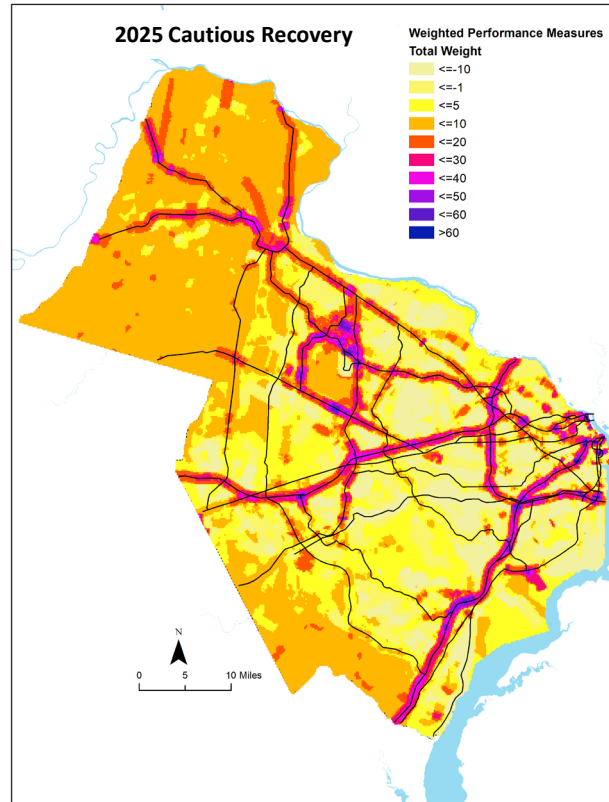 2025 Cautious Recovery
Weighted Performance Measures
Total Weight
<=-10
<=-1
<=5
<=10
<=20
<=30
<=40
<=50
<=60
>60
N
0 5 10 Miles